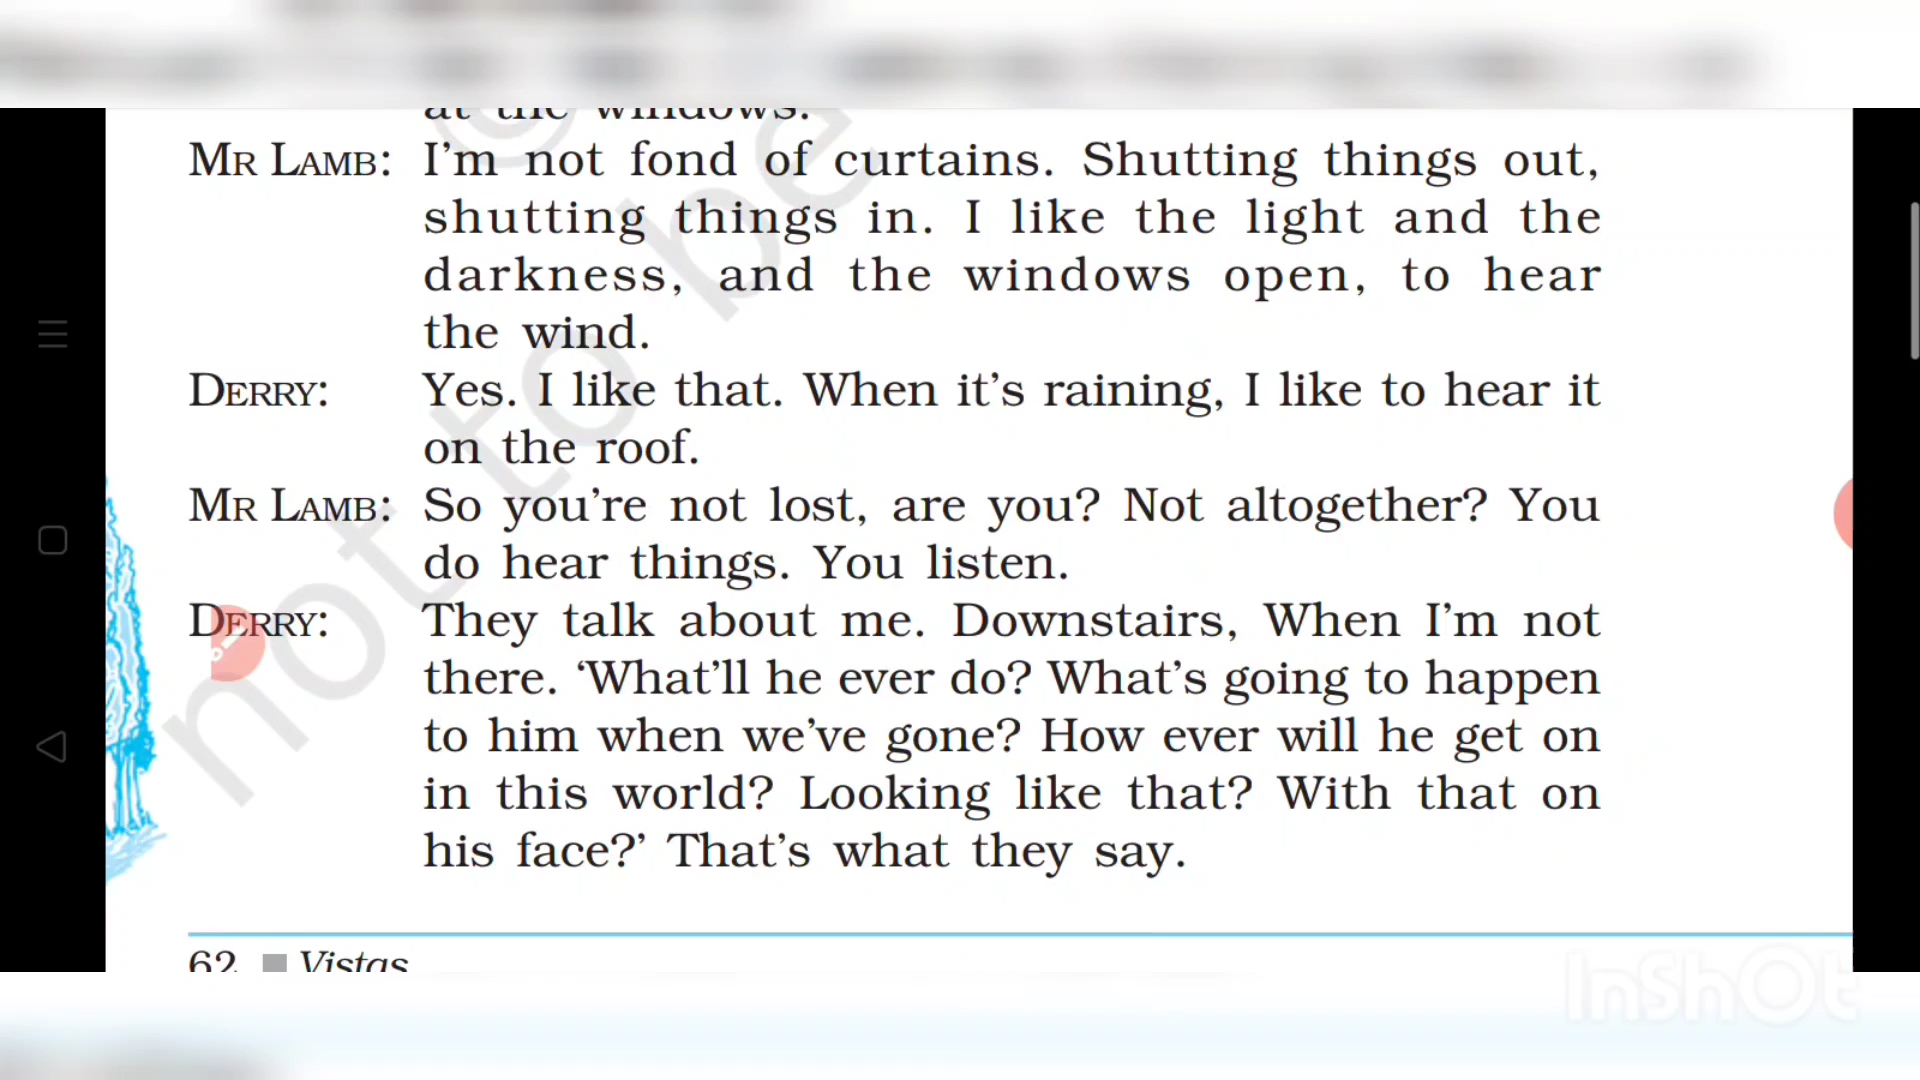 at the windows.
MR LAMB: I'm not fond of curtains. Shutting things out,
shutting things in. I like the light and the
darkness, and the windows open, to hear
the wind.
DERRY: Yes. I like that. When it's raining, I like to hear it
on the roof.
MR LAMB: So you're not lost, are you? Not altogether? You
do hear things. You listen.
DERRY: They talk about me. Downstairs, When I'm not
there. ‘What'll he ever do? What's going to happen
to him when we've gone? How ever will he get on
in this world? Looking like that? With that on
his face?’ That's what they say.
62 Vistas
not to be
InShOt